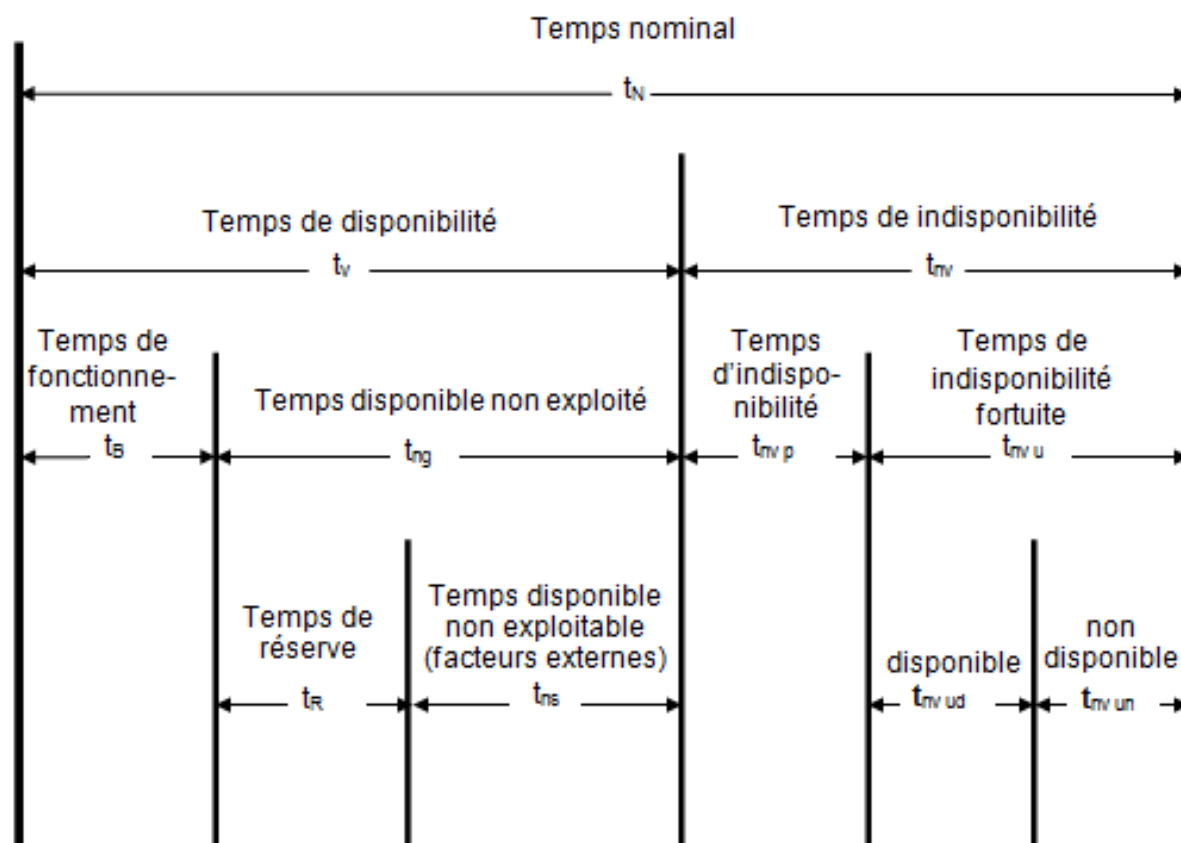 Temps nominal
tN
Temps de disponibilité
tv
Temps de indisponibilité
tnv
Temps de
fonctionne-
ment
tB
Temps disponible non exploité
tng
Temps
d'indispo-
nibilité
tnv p
Temps de
indisponibilité
fortuite
tnv u
Temps de
réserve
tR
Temps disponible
non exploitable
(facteurs externes)
tns
disponible
tnv ud
non
disponible
tnv un